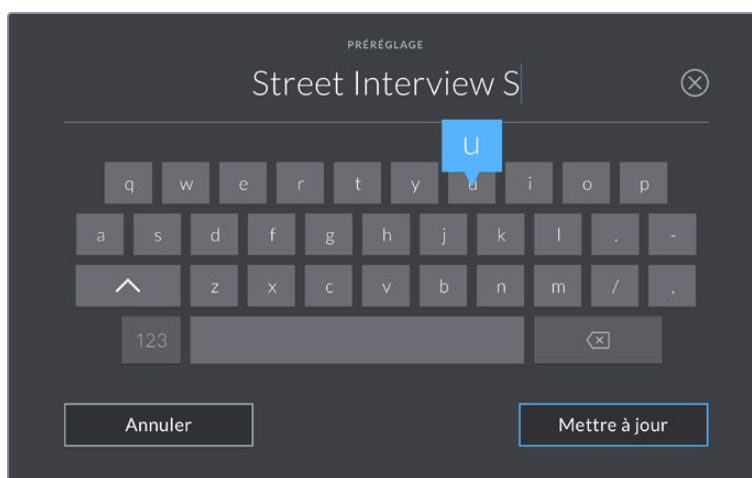 PRÉRÉGLAGE
Street Interview S
u
q w e r t y u i o p
a s d f g h j k l . -
z x c v b n m / ,
123
Annuler Mettre à jour